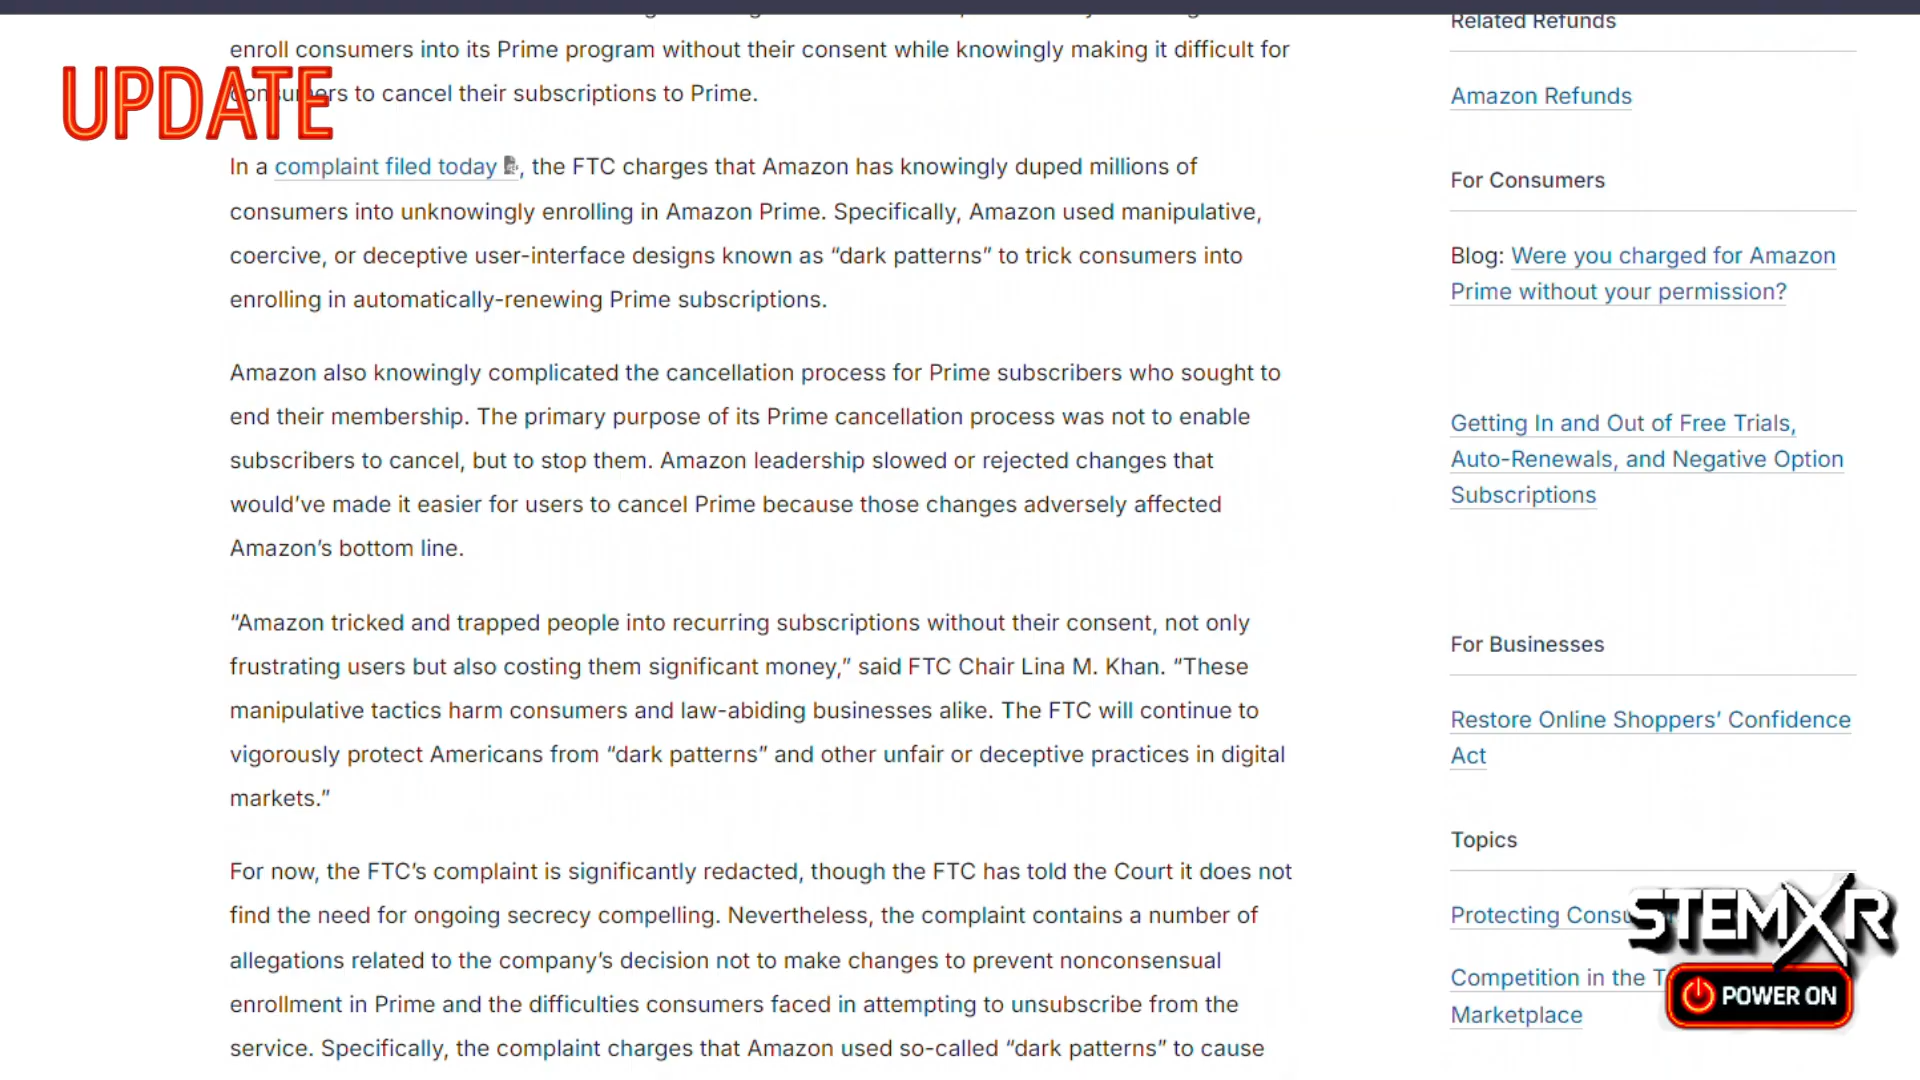 enroll consumers into its Prime program without their consent while knowingly making it difficult for
UPDATE
consumers to cancel their subscriptions to Prime.
In a complaint filed today, the FTC charges that Amazon has knowingly duped millions of
consumers into unknowingly enrolling in Amazon Prime. Specifically, Amazon used manipulative,
coercive, or deceptive user-interface designs known as “dark patterns” to trick consumers into
enrolling in automatically-renewing Prime subscriptions.
Amazon also knowingly complicated the cancellation process for Prime subscribers who sought to
end their membership. The primary purpose of its Prime cancellation process was not to enable
subscribers to cancel, but to stop them. Amazon leadership slowed or rejected changes that
would’ve made it easier for users to cancel Prime because those changes adversely affected
Amazon’s bottom line.
“Amazon tricked and trapped people into recurring subscriptions without their consent, not only
frustrating users but also costing them significant money,” said FTC Chair Lina M. Khan. “These
manipulative tactics harm consumers and law-abiding businesses alike. The FTC will continue to
vigorously protect Americans from “dark patterns” and other unfair or deceptive practices in digital
markets.”
For now, the FTC’s complaint is significantly redacted, though the FTC has told the Court it does not
find the need for ongoing secrecy compelling. Nevertheless, the complaint contains a number of
allegations related to the company’s decision not to make changes to prevent nonconsensual
enrollment in Prime and the difficulties consumers faced in attempting to unsubscribe from the
service. Specifically, the complaint charges that Amazon used so-called “dark patterns” to cause
Related Refunds
Amazon Refunds
For Consumers
Blog: Were you charged for Amazon
Prime without your permission?
Getting In and Out of Free Trials,
Auto-Renewals, and Negative Option
Subscriptions
For Businesses
Restore Online Shoppers’ Confidence
Act
Topics
Protecting
Competition in the
Marketplace
STEMXR
POWER ON